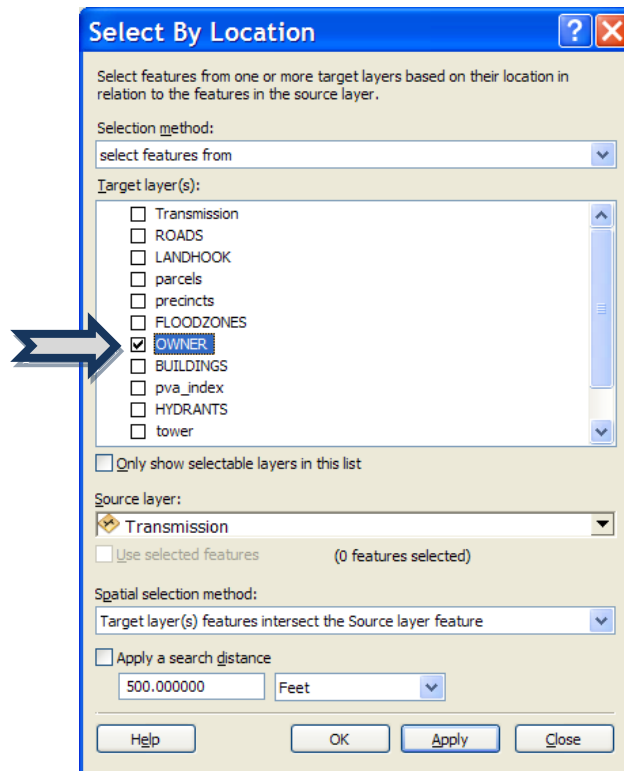 Select By Location
Select features from one or more target layers based on their location in
relation to the features in the source layer.
Selection method:
select features from
Target layer(s):
Transmission
ROADS
LANDHOOK
parcels
precincts
FLOODZONES
OWNER
BUILDINGS
pva_index
HYDRANTS
tower
Only show selectable layers in this list
Source layer:
Transmission
Use selected features (0 features selected)
Spatial selection method:
Target layer(s) features intersect the Source layer feature
Apply a search distance
500.000000 Feet
Help OK Apply Close